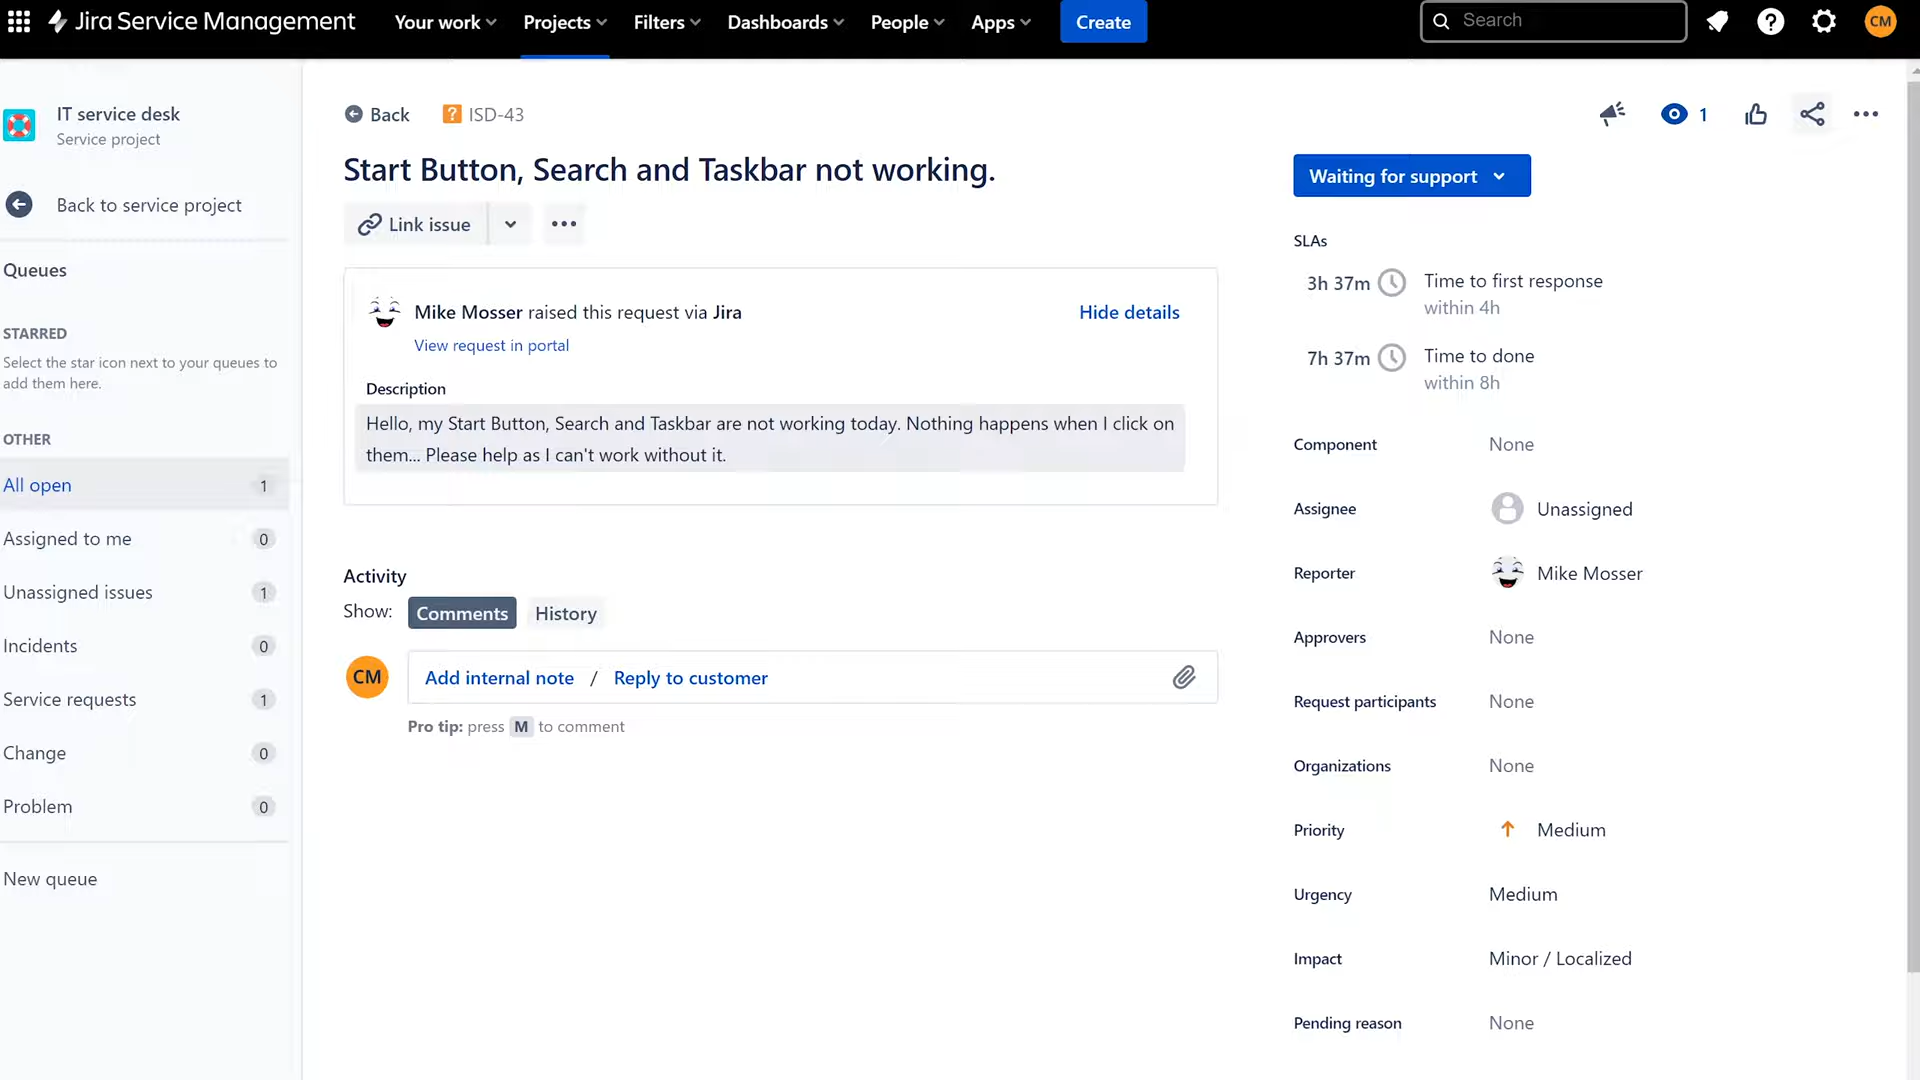 Jira Service Management
Your work
Projects
Filters
Dashboards
People
Apps
Create
Search
CM
IT service desk
Service project
Back to service project
Queues
STARRED
Select the star icon next to your queues to
add them here.
OTHER
All open 1
Assigned to me 0
Unassigned issues 1
Incidents 0
Service requests 1
Change 0
Problem 0
New queue
Back
ISD-43
1
Start Button, Search and Taskbar not working.
Link issue
Mike Mosser raised this request via Jira
Hide details
View request in portal
Description
Hello, my Start Button, Search and Taskbar are not working today. Nothing happens when I click on
them... Please help as I can't work without it.
Activity
Show: Comments History
CM
Add internal note / Reply to customer
Pro tip: press M to comment
Waiting for support
SLAs
3h 37m Time to first response
within 4h
7h 37m Time to done
within 8h
Component None
Assignee Unassigned
Reporter Mike Mosser
Approvers None
Request participants None
Organizations None
Priority Medium
Urgency Medium
Impact Minor / Localized
Pending reason None